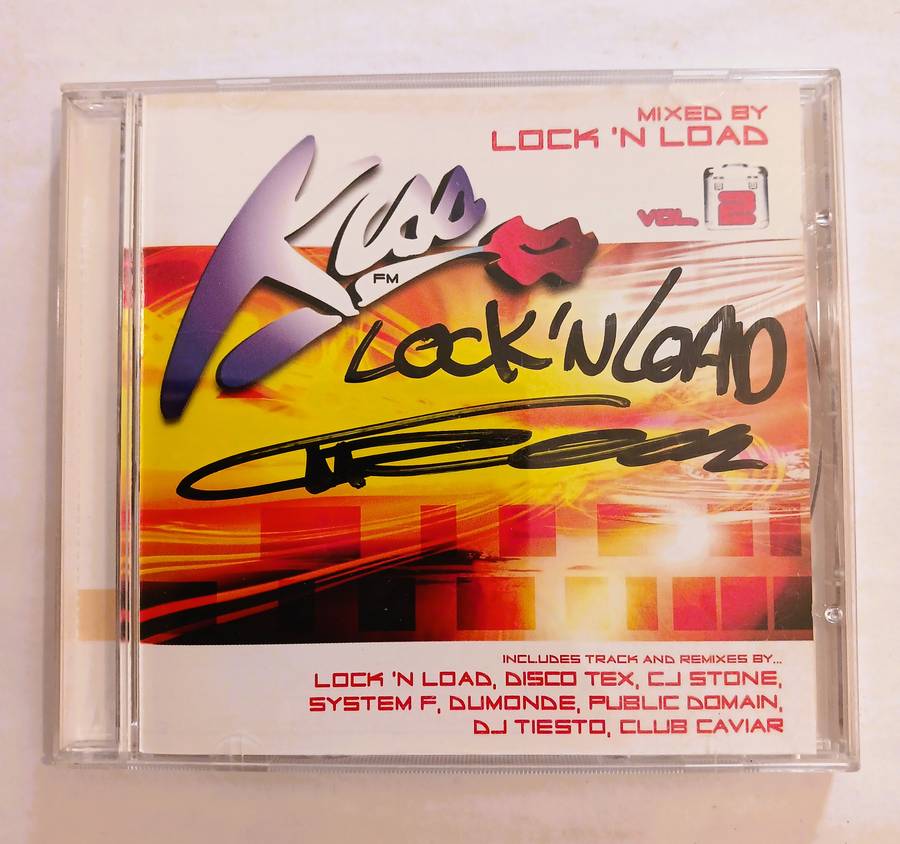 MIXED BY
LOCK 'N LOAD
VOL. 2
Kiss
FM
LOCK 'N LOAD
INCLUDES TRACK AND REMIXES BY...
LOCK 'N LOAD, DISCO TEX, CJ STONE,
SYSTEM F, DUMONDE, PUBLIC DOMAIN,
DJ TIESTO, CLUB CAVIAR